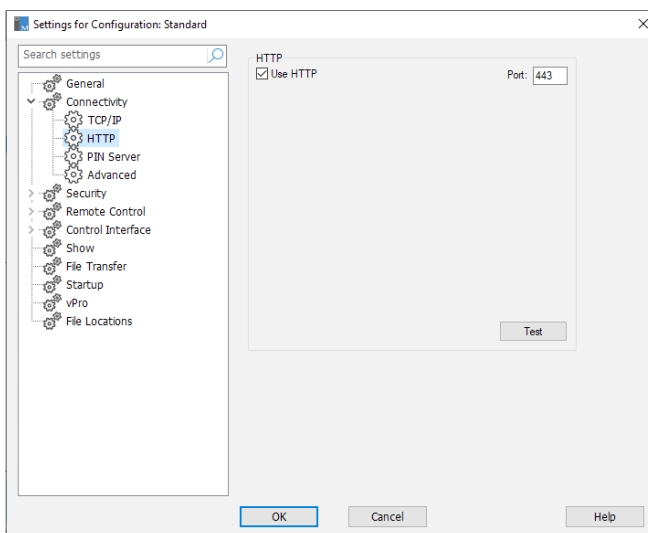 Settings for Configuration: Standard
Search settings
General
Connectivity
TCP/IP
HTTP
PIN Server
Advanced
Security
Remote Control
Control Interface
Show
File Transfer
Startup
vPro
File Locations
HTTP
Use HTTP
Port: 443
Test
OK
Cancel
Help